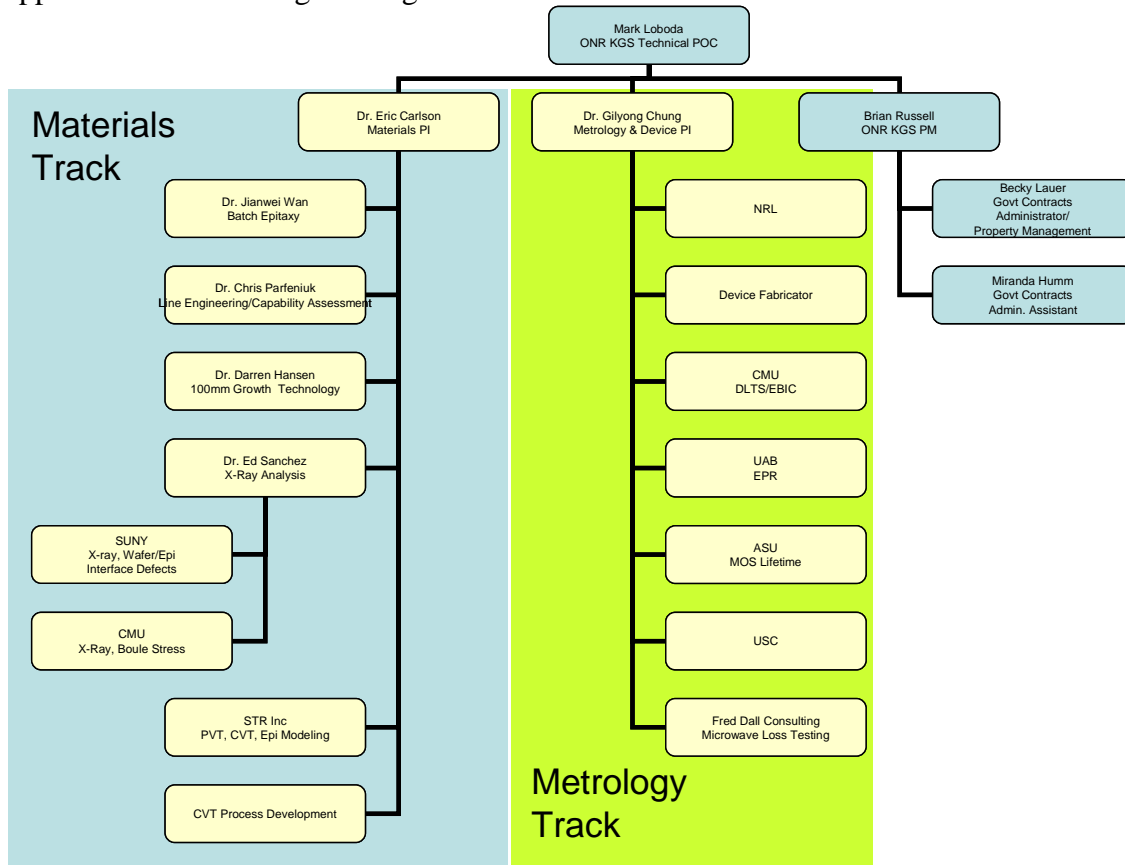 Mark Loboda
ONR KGS Technical POC
Materials
Track
Dr. Eric Carlson
Materials PI
Dr. Gilyong Chung
Metrology & Device PI
Brian Russell
ONR KGS PM
Dr. Jianwei Wan
Batch Epitaxy
NRL
Becky Lauer
Govt Contracts
Administrator/
Property Management
Dr. Chris Parfeniuk
Line Engineering/Capability Assessment
Device Fabricator
Miranda Humm
Govt Contracts
Admin. Assistant
Dr. Darren Hansen
100mm Growth Technology
CMU
DLTS/EBIC
Dr. Ed Sanchez
X-Ray Analysis
UAB
EPR
SUNY
X-ray, Wafer/Epi
Interface Defects
ASU
MOS Lifetime
CMU
X-Ray, Boule Stress
USC
STR Inc
PVT, CVT, Epi Modeling
Fred Dall Consulting
Microwave Loss Testing
CVT Process Development
Metrology
Track